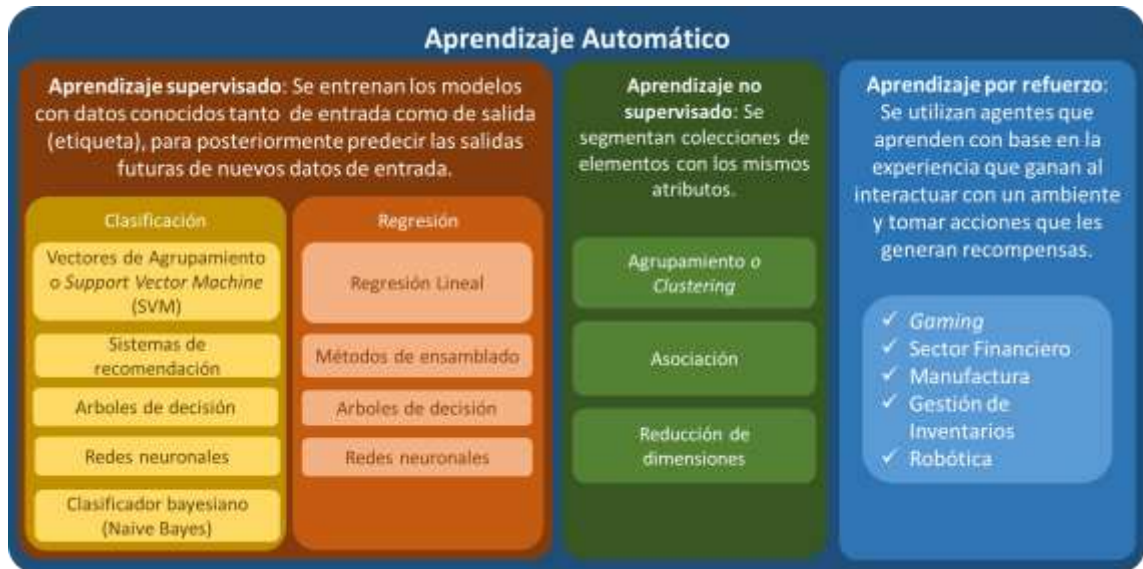 Aprendizaje Automático
Aprendizaje supervisado: Se entrenan los modelos
con datos conocidos tanto de entrada como de salida
(etiqueta), para posteriormente predecir las salidas
futuras de nuevos datos de entrada.
Clasificación
Vectores de Agrupamiento
o Support Vector Machine
(SVM)
Sistemas de
recomendación
Arboles de decisión
Redes neuronales
Clasificador bayesiano
(Naive Bayes)
Regresión
Regresión Lineal
Métodos de ensamblado
Arboles de decisión
Redes neuronales
Aprendizaje no
supervisado: Se
segmentan colecciones de
elementos con los mismos
atributos.
Agrupamiento o
Clustering
Asociación
Reducción de
dimensiones
Aprendizaje por refuerzo:
Se utilizan agentes que
aprenden con base en la
experiencia que ganan al
interactuar con un ambiente
y tomar acciones que les
generan recompensas.
✓ Gaming
✓ Sector Financiero
✓ Manufactura
✓ Gestión de
Inventarios
✓ Robótica